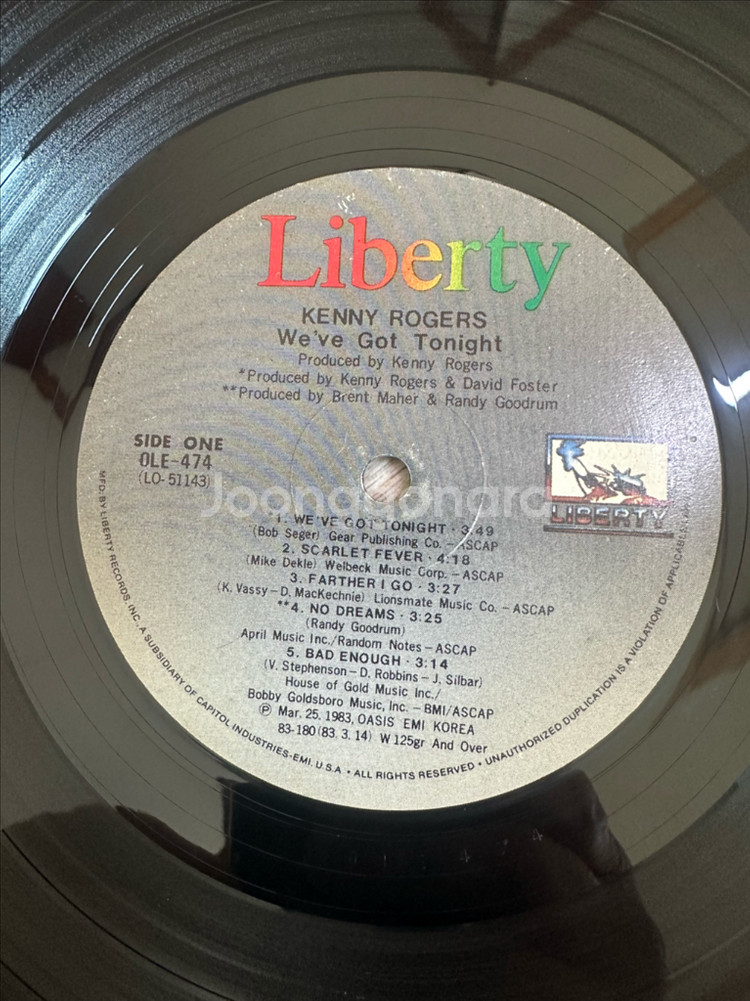 Liberty
KENNY ROGERS
We've Got Tonight
Produced by Kenny Rogers
*Produced by Kenny Rogers & David Foster
**Produced by Brent Maher & Randy Goodrum
SIDE ONE
OLE-474
(LO-51143)
LIBERTY
Joonggonara
*1. WE'VE GOT TONIGHT · 3:49
(Bob Seger) Gear Publishing Co. – ASCAP
2. SCARLET FEVER · 4:18
(Mike Dekle) Welbeck Music Corp. – ASCAP
3. FARTHER I GO · 3:27
(K. Vassy – D. MacKechnie) Lionsmate Music Co. – ASCAP
**4. NO DREAMS · 3:25
(Randy Goodrum)
April Music Inc./Random Notes – ASCAP
5. BAD ENOUGH · 3:14
(V. Stephenson – D. Robbins – J. Silbar)
House of Gold Music Inc./
Bobby Goldsboro Music, Inc. – BMI/ASCAP
Ⓟ Mar. 25. 1983, OASIS EMI KOREA
83-180 (83. 3. 14) W 125gr And Over
MFD. BY LIBERTY RECORDS, INC., A SUBSIDIARY OF CAPITOL INDUSTRIES-EMI, U.S.A. • ALL RIGHTS RESERVED • UNAUTHORIZED DUPLICATION IS A VIOLATION OF APPLICABLE